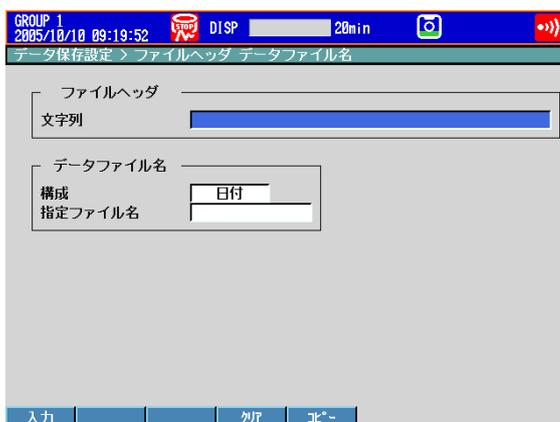 GROUP 1
2005/10/10 09:19:52 STOP DISP 20min
データ保存設定 > ファイルヘッダ データファイル名
ファイルヘッダ
文字列
データファイル名
構成 日付
指定ファイル名
入力 クリア コピー